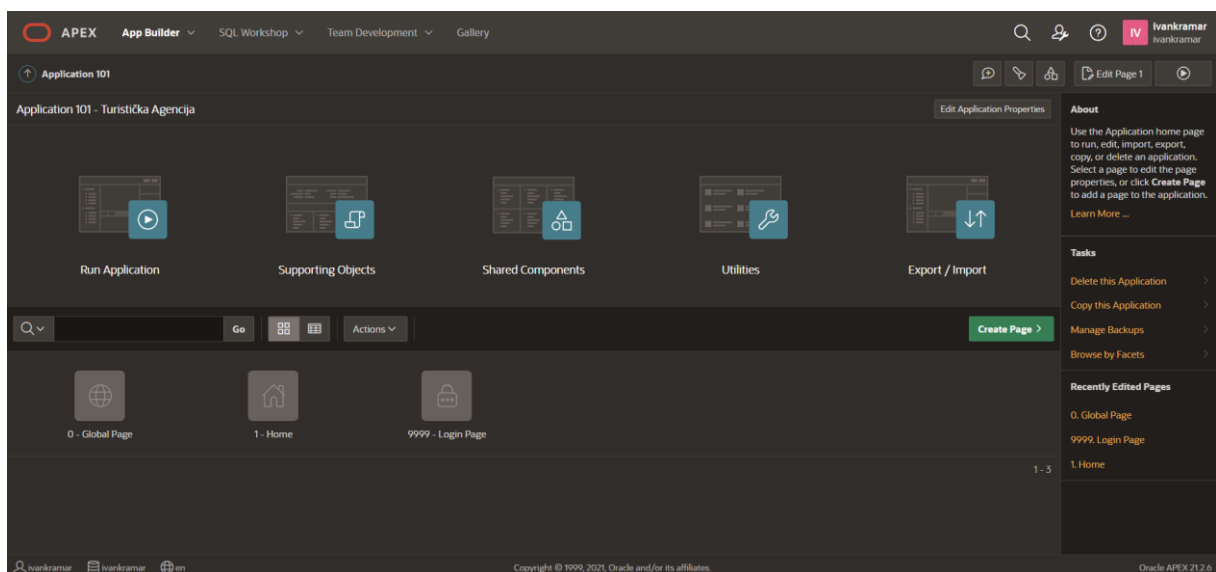 APEX App Builder SQL Workshop Team Development Gallery
IV ivankramar
ivankramar
Application 101
Edit Page 1
Application 101 - Turistička Agencija
Edit Application Properties
Run Application
Supporting Objects
Shared Components
Utilities
Export / Import
Go
Actions
Create Page >
0 - Global Page
1 - Home
9999 - Login Page
1 - 3
About
Use the Application home page
to run, edit, import, export,
copy, or delete an application.
Select a page to edit the page
properties, or click Create Page
to add a page to the application.
Learn More ...
Tasks
Delete this Application
Copy this Application
Manage Backups
Browse by Facets
Recently Edited Pages
0. Global Page
9999. Login Page
1. Home
ivankramar ivankramar en
Copyright © 1999, 2021, Oracle and/or its affiliates.
Oracle APEX 21.2.6